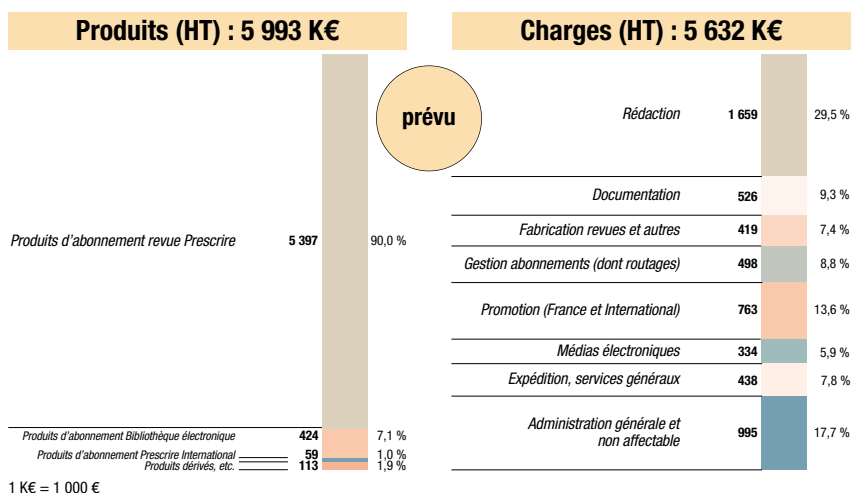 Produits (HT) : 5 993 K€
Produits d'abonnement revue Prescrire 5 397 90,0 %
Produits d'abonnement Bibliothèque électronique 424 7,1 %
Produits d'abonnement Prescrire International 59 1,0 %
Produits dérivés, etc. 113 1,9 %
1 K€ = 1 000 €
prévu
Charges (HT) : 5 632 K€
Rédaction 1 659 29,5 %
Documentation 526 9,3 %
Fabrication revues et autres 419 7,4 %
Gestion abonnements (dont routages) 498 8,8 %
Promotion (France et International) 763 13,6 %
Médias électroniques 334 5,9 %
Expédition, services généraux 438 7,8 %
Administration générale et
non affectable 995 17,7 %